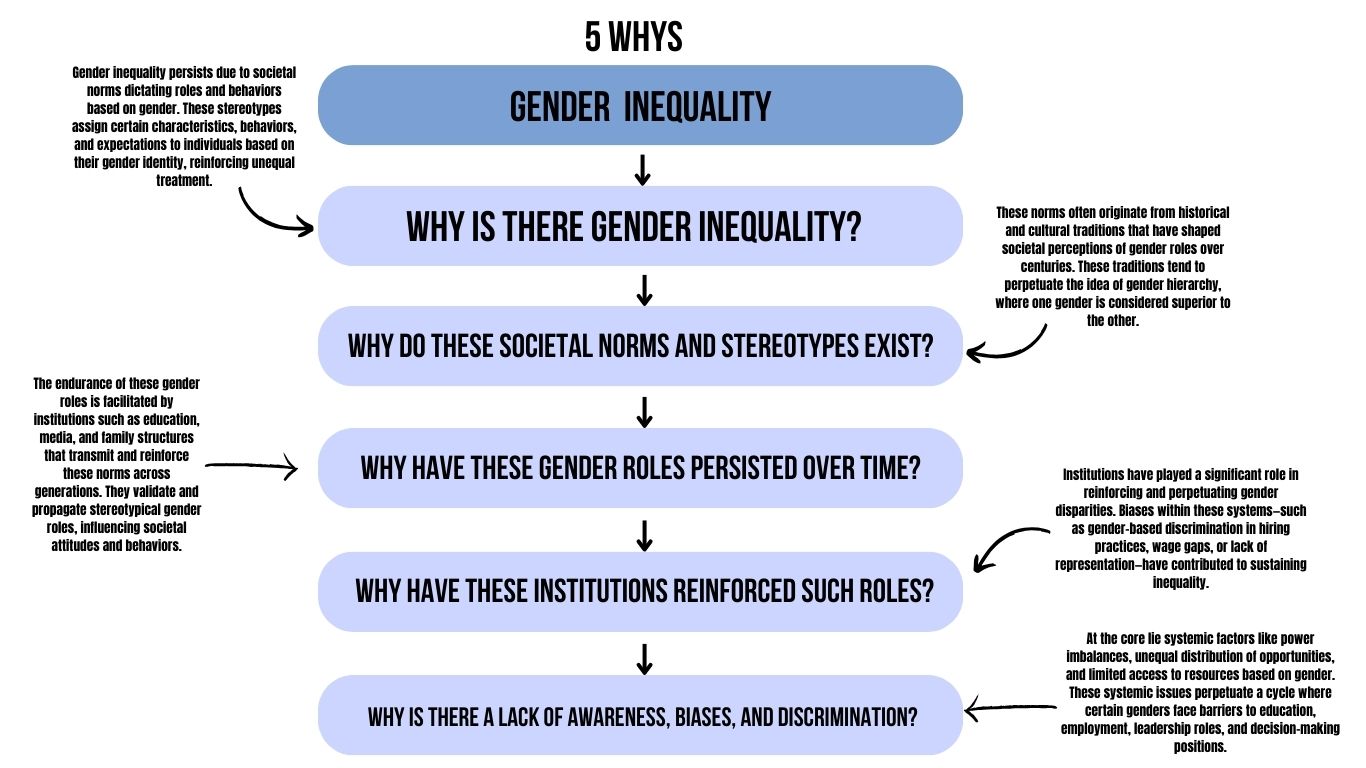 5 WHYS
GENDER INEQUALITY
Gender inequality persists due to societal
norms dictating roles and behaviors
based on gender. These stereotypes
assign certain characteristics, behaviors,
and expectations to individuals based on
their gender identity, reinforcing unequal
treatment.
WHY IS THERE GENDER INEQUALITY?
These norms often originate from historical
and cultural traditions that have shaped
societal perceptions of gender roles over
centuries. These traditions tend to
perpetuate the idea of gender hierarchy,
where one gender is considered superior to
the other.
WHY DO THESE SOCIETAL NORMS AND STEREOTYPES EXIST?
The endurance of these gender
roles is facilitated by
institutions such as education,
media, and family structures
that transmit and reinforce
these norms across
generations. They validate and
propagate stereotypical gender
roles, influencing societal
attitudes and behaviors.
WHY HAVE THESE GENDER ROLES PERSISTED OVER TIME?
Institutions have played a significant role in
reinforcing and perpetuating gender
disparities. Biases within these systems—such
as gender-based discrimination in hiring
practices, wage gaps, or lack of
representation—have contributed to sustaining
inequality.
WHY HAVE THESE INSTITUTIONS REINFORCED SUCH ROLES?
At the core lie systemic factors like power
imbalances, unequal distribution of opportunities,
and limited access to resources based on gender.
These systemic issues perpetuate a cycle where
certain genders face barriers to education,
employment, leadership roles, and decision-making
positions.
WHY IS THERE A LACK OF AWARENESS, BIASES, AND DISCRIMINATION?